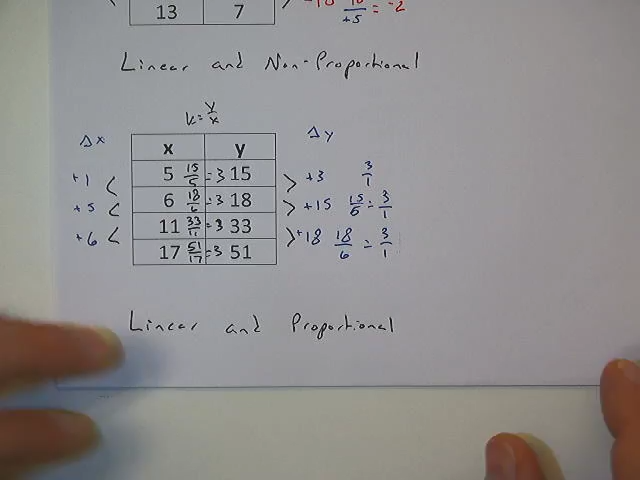 13 7
+5 = -2
Linear and Non-Proportional
k = y/x
Δx Δy
x y
+1 < 5 15/5 = 3 15 > +3 3/1
+5 < 6 18/6 = 3 18 > +15 15/5 = 3/1
+6 < 11 33/11 = 3 33 > +18 18/6 = 3/1
17 51/17 = 3 51
Linear and Proportional